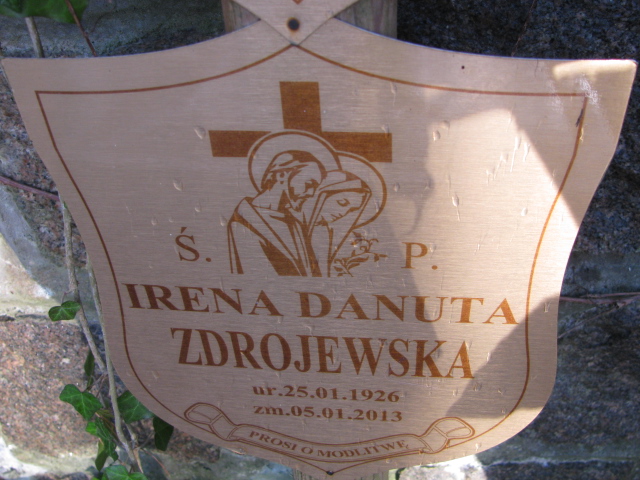 Ś. P.
IRENA DANUTA
ZDROJEWSKA
ur.25.01.1926
zm.05.01.2013
PROSI O MODLITWĘ